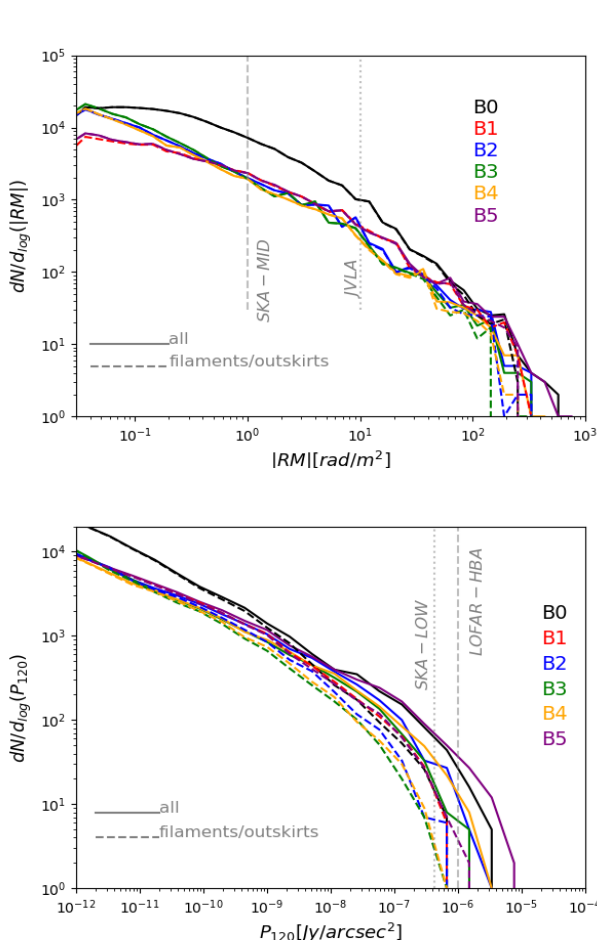 10^5
10^4
10^3
10^2
10^1
10^0
dN/d_log(|RM|)
B0
B1
B2
B3
B4
B5
SKA − MID
JVLA
all
filaments/outskirts
10^−1 10^0 10^1 10^2 10^3
|RM|[rad/m^2]
10^4
10^3
10^2
10^1
10^0
dN/d_log(P_120)
SKA − LOW
LOFAR − HBA
B0
B1
B2
B3
B4
B5
all
filaments/outskirts
10^−12 10^−11 10^−10 10^−9 10^−8 10^−7 10^−6 10^−5 10^−4
P_120[Jy/arcsec^2]